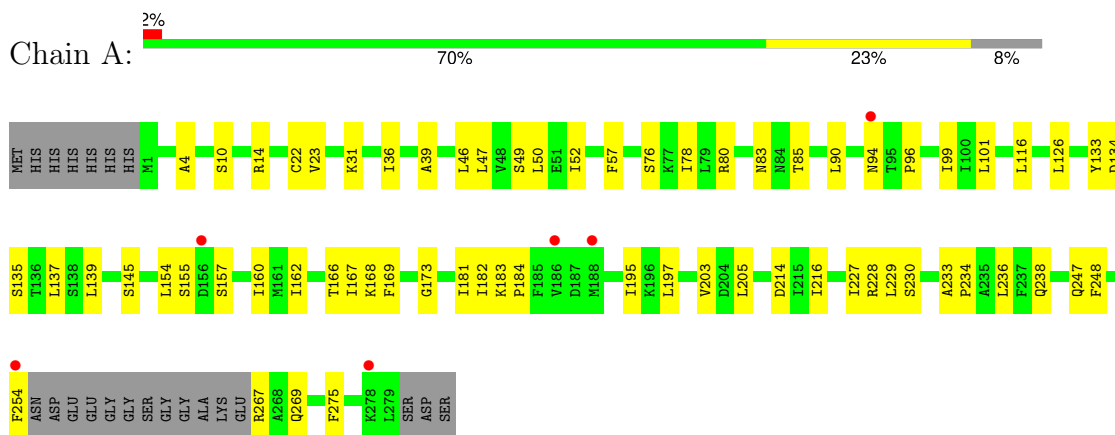 2%
Chain A:
70% 23% 8%
MET HIS HIS HIS HIS HIS HIS M1 A4 S10 R14 C22 V23 K31 I36 A39 L46 L47 V48 S49 L50 E51 I52 F57 S76 K77 I78 L79 R80 N83 N84 T85 L90 N94 T95 P96 I99 I100 L101 L116 L126 Y133
S135 T136 L137 S138 L139 S145 L154 S155 D156 S157 I160 M161 I162 T166 I167 K168 F169 G173 I181 I182 K183 P184 F185 V186 D187 M188 I195 K196 L197 V203 D204 L205 D214 I215 I216 I227 R228 L229 S230 A233 P234 A235 L236 F237 Q238 Q247 F248
F254 ASN ASP GLU GLU GLY GLY SER GLY GLY ALA LYS GLU R267 A268 Q269 F275 K278 L279 SER ASP SER